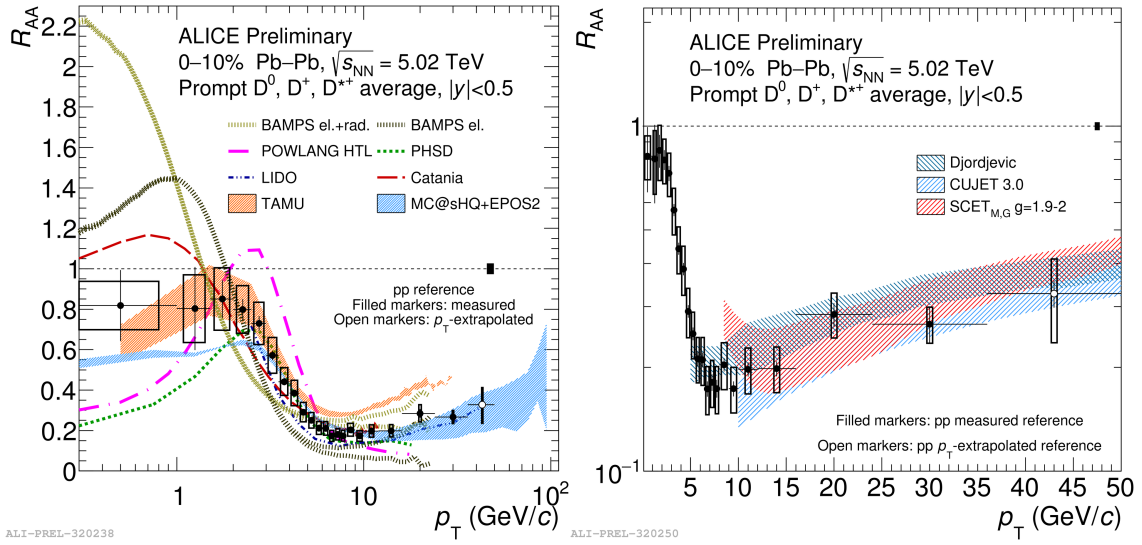 R_AA
2.2
2
1.8
1.6
1.4
1.2
1
0.8
0.6
0.4
0.2
0
ALICE Preliminary
0–10% Pb–Pb, √s_NN = 5.02 TeV
Prompt D⁰, D⁺, D*⁺ average, |y|<0.5
BAMPS el.+rad.
BAMPS el.
POWLANG HTL
PHSD
LIDO
Catania
TAMU
MC@sHQ+EPOS2
pp reference
Filled markers: measured
Open markers: p_T-extrapolated
1
10
10²
p_T (GeV/c)
ALI-PREL-320238
R_AA
1
10⁻¹
ALICE Preliminary
0–10% Pb–Pb, √s_NN = 5.02 TeV
Prompt D⁰, D⁺, D*⁺ average, |y|<0.5
Djordjevic
CUJET 3.0
SCET_M,G g=1.9-2
Filled markers: pp measured reference
Open markers: pp p_T-extrapolated reference
5 10 15 20 25 30 35 40 45 50
p_T (GeV/c)
ALI-PREL-320250